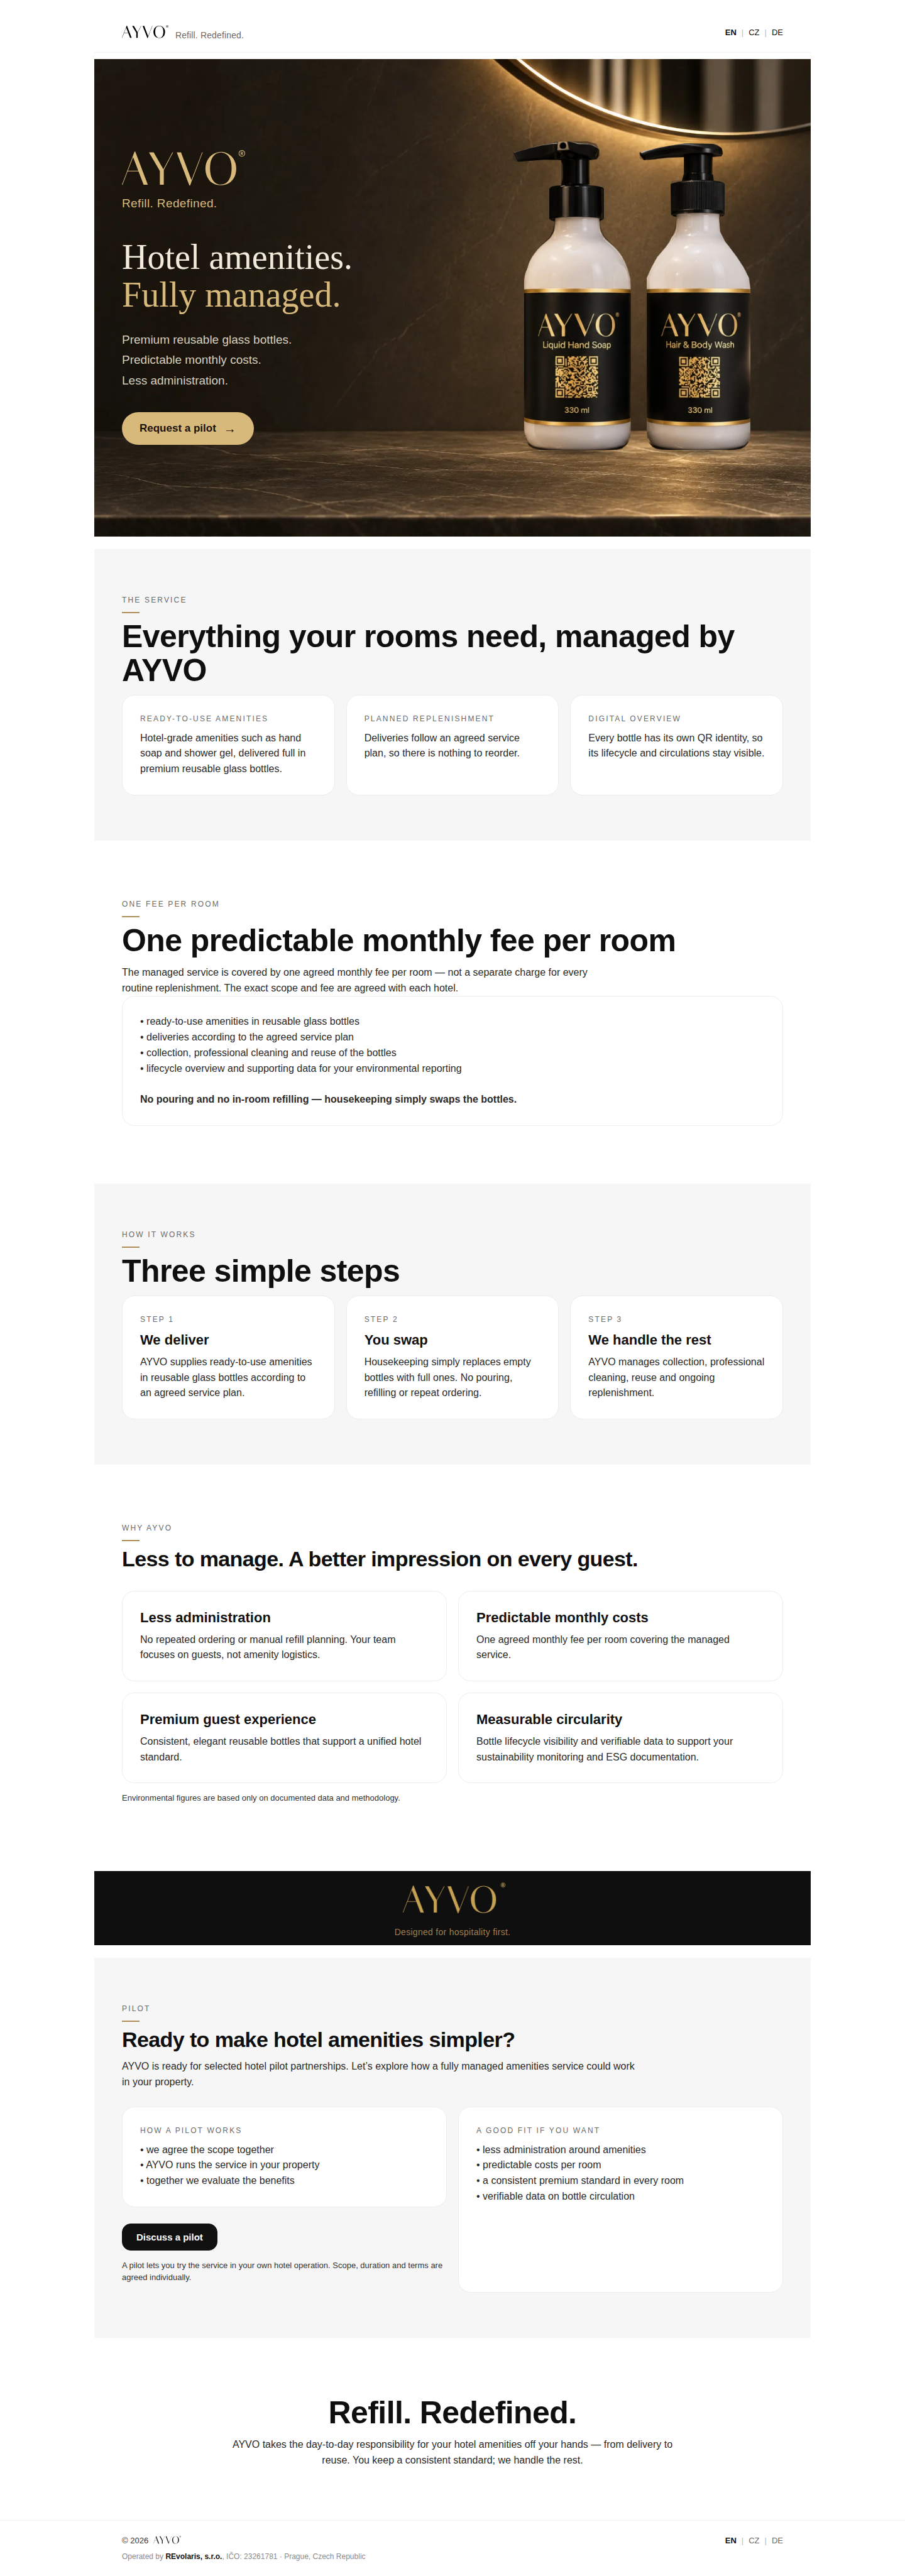 AYVO® Refill. Redefined.
EN | CZ | DE
AYVO®
Refill. Redefined.
Hotel amenities.
Fully managed.
Premium reusable glass bottles.
Predictable monthly costs.
Less administration.
Request a pilot →
AYVO®
Liquid Hand Soap
330 ml
AYVO®
Hair & Body Wash
330 ml
THE SERVICE
Everything your rooms need, managed by
AYVO
READY-TO-USE AMENITIES
Hotel-grade amenities such as hand
soap and shower gel, delivered full in
premium reusable glass bottles.
PLANNED REPLENISHMENT
Deliveries follow an agreed service
plan, so there is nothing to reorder.
DIGITAL OVERVIEW
Every bottle has its own QR identity, so
its lifecycle and circulations stay visible.
ONE FEE PER ROOM
One predictable monthly fee per room
The managed service is covered by one agreed monthly fee per room — not a separate charge for every
routine replenishment. The exact scope and fee are agreed with each hotel.
• ready-to-use amenities in reusable glass bottles
• deliveries according to the agreed service plan
• collection, professional cleaning and reuse of the bottles
• lifecycle overview and supporting data for your environmental reporting
No pouring and no in-room refilling — housekeeping simply swaps the bottles.
HOW IT WORKS
Three simple steps
STEP 1
We deliver
AYVO supplies ready-to-use amenities
in reusable glass bottles according to
an agreed service plan.
STEP 2
You swap
Housekeeping simply replaces empty
bottles with full ones. No pouring,
refilling or repeat ordering.
STEP 3
We handle the rest
AYVO manages collection, professional
cleaning, reuse and ongoing
replenishment.
WHY AYVO
Less to manage. A better impression on every guest.
Less administration
No repeated ordering or manual refill planning. Your team
focuses on guests, not amenity logistics.
Predictable monthly costs
One agreed monthly fee per room covering the managed
service.
Premium guest experience
Consistent, elegant reusable bottles that support a unified hotel
standard.
Measurable circularity
Bottle lifecycle visibility and verifiable data to support your
sustainability monitoring and ESG documentation.
Environmental figures are based only on documented data and methodology.
AYVO®
Designed for hospitality first.
PILOT
Ready to make hotel amenities simpler?
AYVO is ready for selected hotel pilot partnerships. Let’s explore how a fully managed amenities service could work
in your property.
HOW A PILOT WORKS
• we agree the scope together
• AYVO runs the service in your property
• together we evaluate the benefits
Discuss a pilot
A pilot lets you try the service in your own hotel operation. Scope, duration and terms are
agreed individually.
A GOOD FIT IF YOU WANT
• less administration around amenities
• predictable costs per room
• a consistent premium standard in every room
• verifiable data on bottle circulation
Refill. Redefined.
AYVO takes the day-to-day responsibility for your hotel amenities off your hands — from delivery to
reuse. You keep a consistent standard; we handle the rest.
© 2026 AYVO®
EN | CZ | DE
Operated by REvolaris, s.r.o., IČO: 23261781 · Prague, Czech Republic